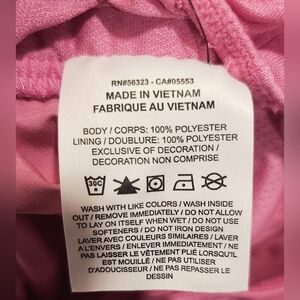 RN#56323 - CA#05553
MADE IN VIETNAM
FABRIQUE AU VIETNAM
BODY / CORPS: 100% POLYESTER
LINING / DOUBLURE: 100% POLYESTER
EXCLUSIVE OF DECORATION /
DECORATION NON COMPRISE
30C
WASH WITH LIKE COLORS / WASH INSIDE
OUT / REMOVE IMMEDIATELY / DO NOT ALLOW
TO LAY ON ITSELF WHEN WET / DO NOT USE
SOFTENERS / DO NOT IRON DESIGN
LAVER AVEC COULEURS SIMILAIRES / LAVER
A L'ENVERS / ENLEVER IMMEDIATEMENT / NE
PAS LAISSER LE VÊTEMENT PLIÉ LORSQU'IL
EST MOUILLÉ / NE PAS UTILISER
D'ADOUCISSEUR / NE PAS REPASSER LE
DESSIN